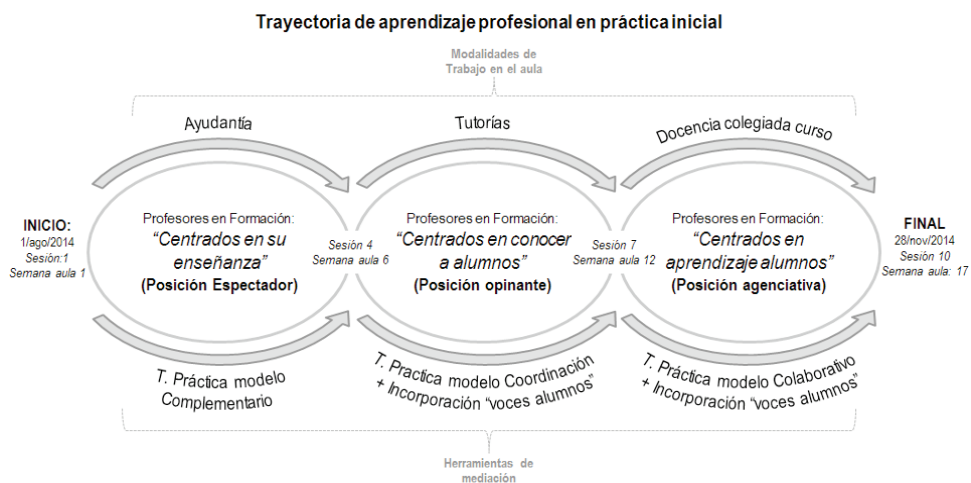 Trayectoria de aprendizaje profesional en práctica inicial
Modalidades de
Trabajo en el aula
Ayudantía
Tutorías
Docencia colegiada curso
INICIO:
1/ago/2014
Sesión:1
Semana aula 1
Profesores en Formación:
"Centrados en su
enseñanza"
(Posición Espectador)
Sesión 4
Semana aula 6
Profesores en Formación:
"Centrados en conocer
a alumnos"
(Posición opinante)
Sesión 7
Semana aula 12
Profesores en Formación:
"Centrados en
aprendizaje alumnos"
(Posición agenciativa)
FINAL
28/nov/2014
Sesión 10
Semana aula: 17
T. Práctica modelo
Complementario
T. Practica modelo Coordinación
+ Incorporación "voces alumnos"
T. Práctica modelo Colaborativo
+ Incorporación "voces alumnos"
Herramientas de
mediación